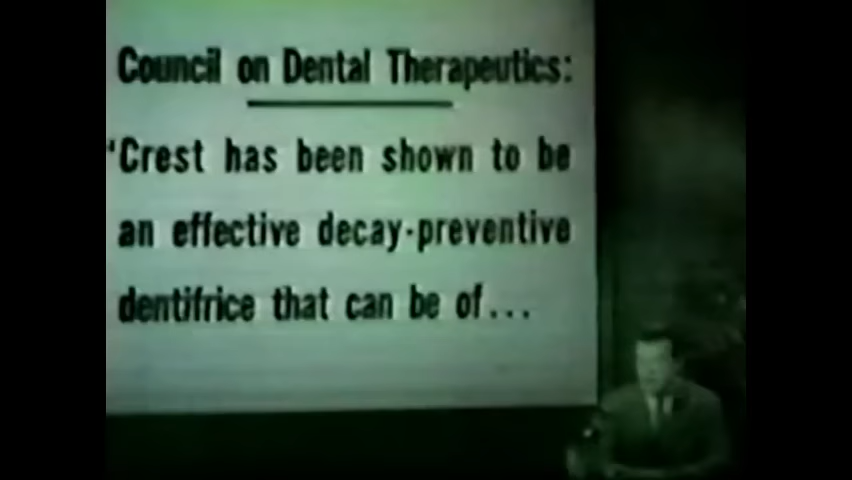 Council on Dental Therapeutics:
'Crest has been shown to be
an effective decay-preventive
dentifrice that can be of...